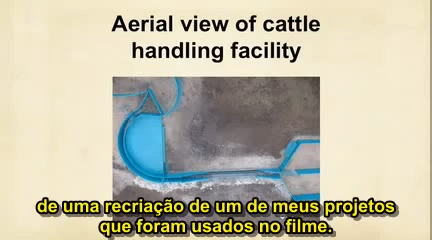 Aerial view of cattle
handling facility
de uma recriação de um de meus projetos
que foram usados no filme.